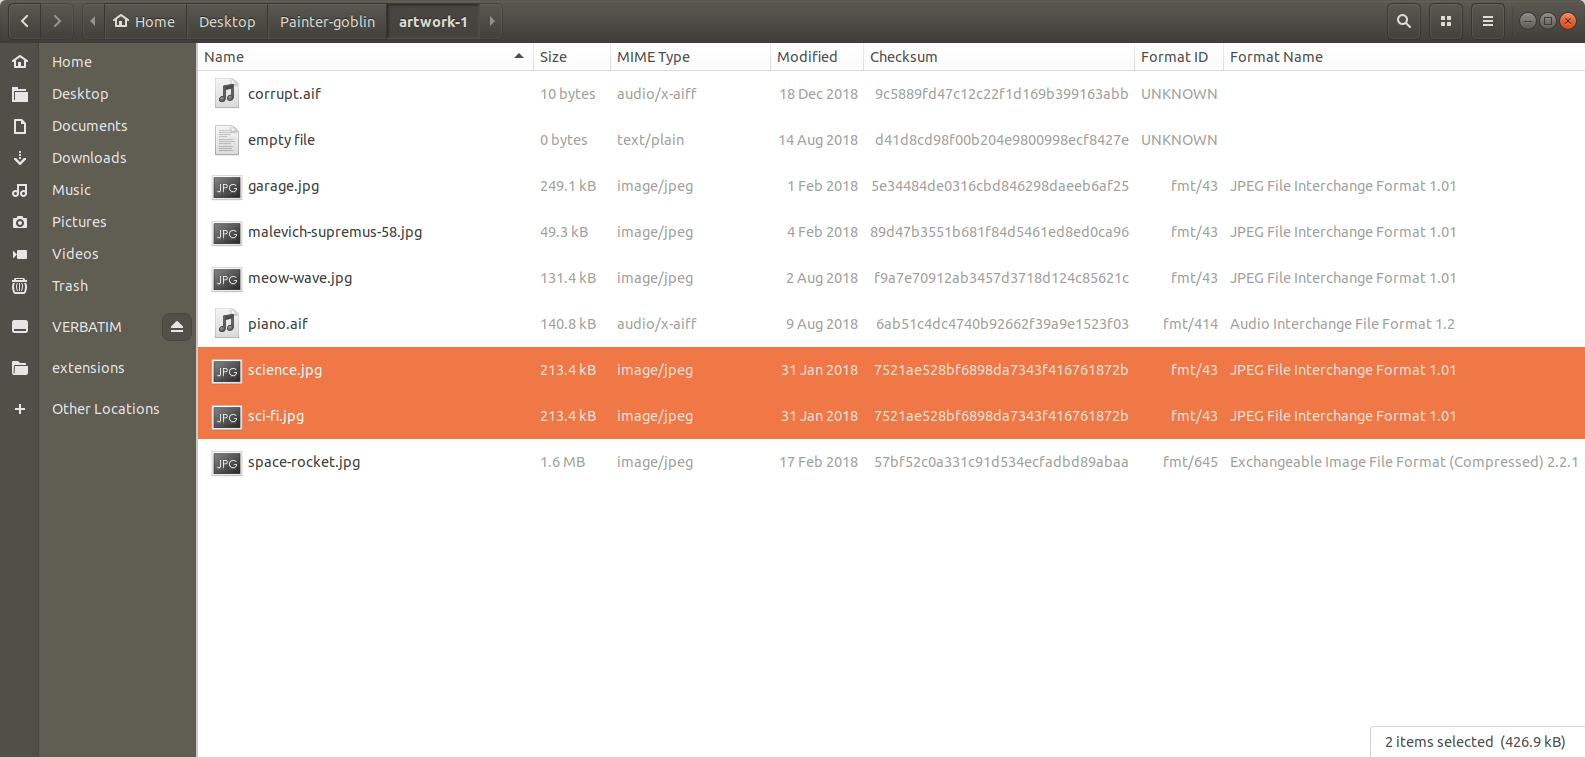 Home Desktop Painter-goblin artwork-1
Home
Desktop
Documents
Downloads
Music
Pictures
Videos
Trash
VERBATIM
extensions
Other Locations
Name Size MIME Type Modified Checksum Format ID Format Name
corrupt.aif 10 bytes audio/x-aiff 18 Dec 2018 9c5889fd47c12c22f1d169b399163abb UNKNOWN
empty file 0 bytes text/plain 14 Aug 2018 d41d8cd98f00b204e9800998ecf8427e UNKNOWN
JPG garage.jpg 249.1 kB image/jpeg 1 Feb 2018 5e34484de0316cbd846298daeeb6af25 fmt/43 JPEG File Interchange Format 1.01
JPG malevich-supremus-58.jpg 49.3 kB image/jpeg 4 Feb 2018 89d47b3551b681f84d5461ed8ed0ca96 fmt/43 JPEG File Interchange Format 1.01
JPG meow-wave.jpg 131.4 kB image/jpeg 2 Aug 2018 f9a7e70912ab3457d3718d124c85621c fmt/43 JPEG File Interchange Format 1.01
piano.aif 140.8 kB audio/x-aiff 9 Aug 2018 6ab51c4dc4740b92662f39a9e1523f03 fmt/414 Audio Interchange File Format 1.2
JPG science.jpg 213.4 kB image/jpeg 31 Jan 2018 7521ae528bf6898da7343f416761872b fmt/43 JPEG File Interchange Format 1.01
JPG sci-fi.jpg 213.4 kB image/jpeg 31 Jan 2018 7521ae528bf6898da7343f416761872b fmt/43 JPEG File Interchange Format 1.01
JPG space-rocket.jpg 1.6 MB image/jpeg 17 Feb 2018 57bf52c0a331c91d534ecfadbd89abaa fmt/645 Exchangeable Image File Format (Compressed) 2.2.1
2 items selected (426.9 kB)